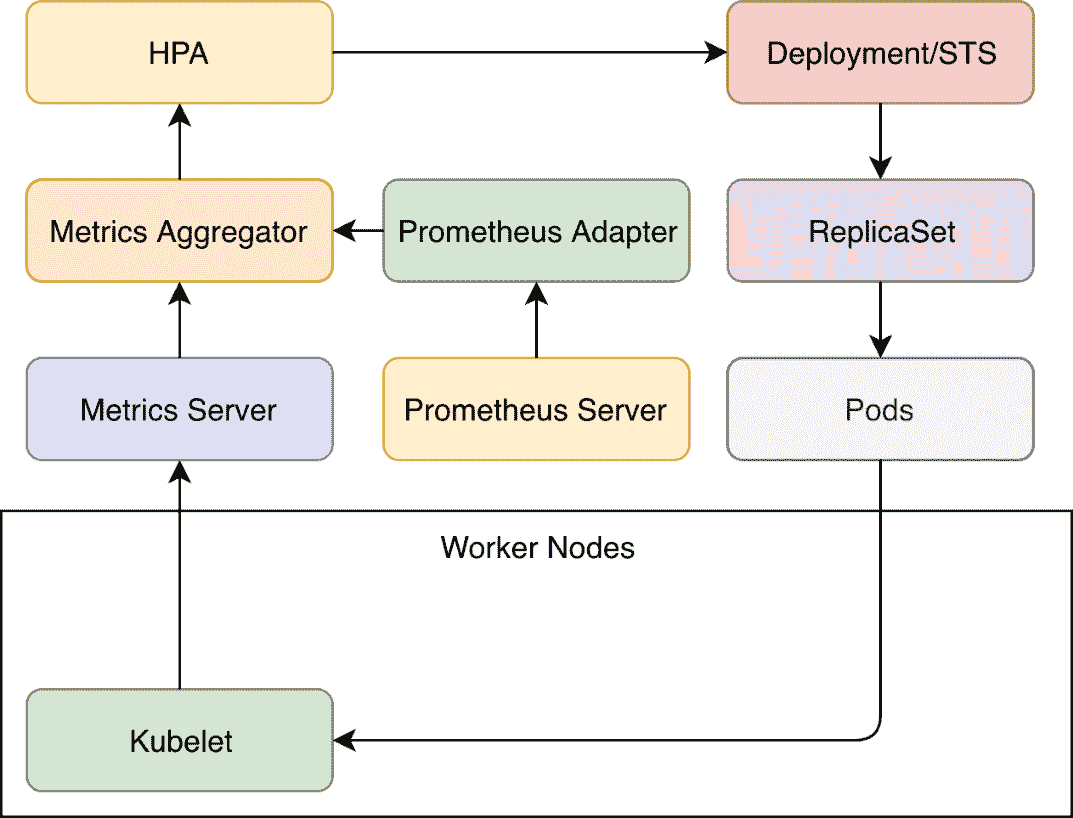 HPA
Deployment/STS
Metrics Aggregator
Prometheus Adapter
ReplicaSet
Metrics Server
Prometheus Server
Pods
Worker Nodes
Kubelet